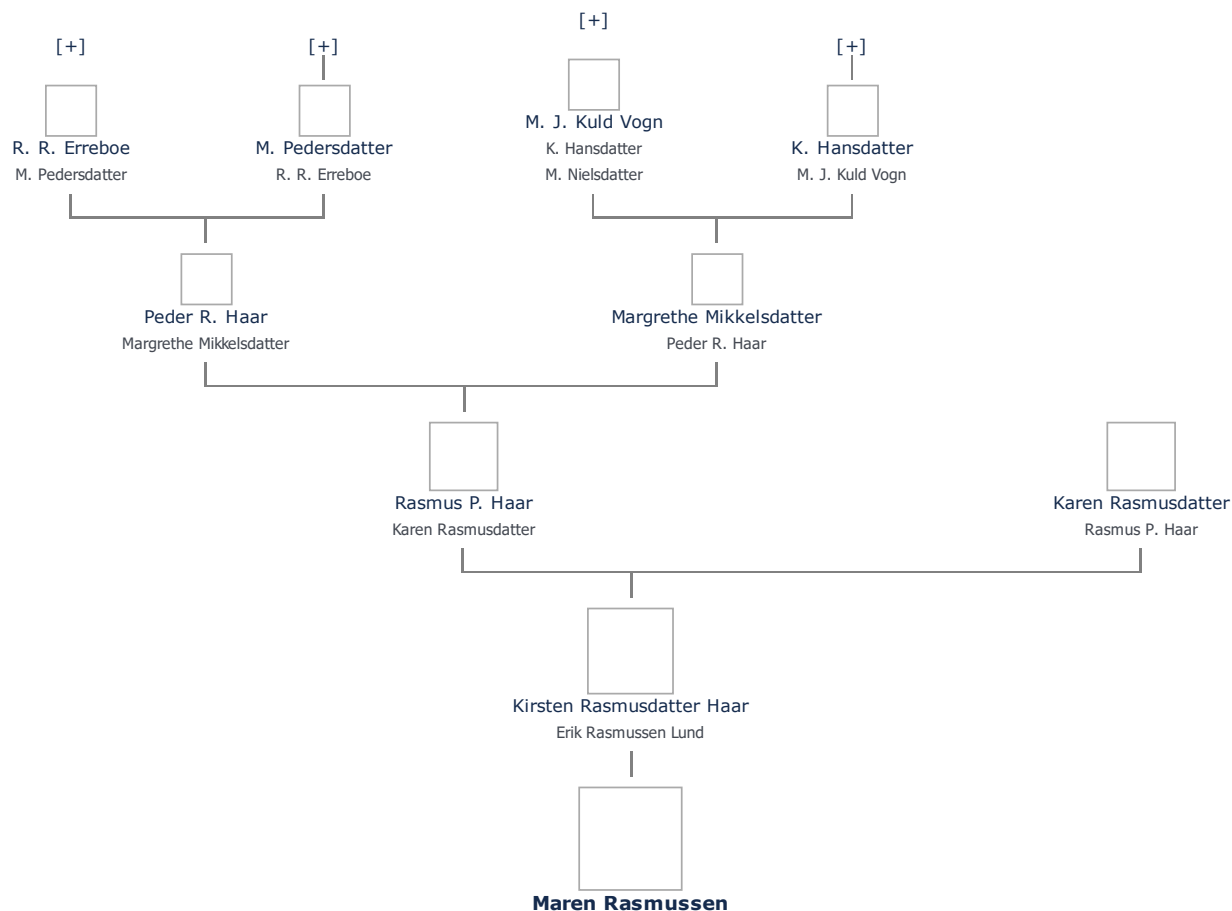 [+]
[+]
[+]
[+]
R. R. Erreboe
M. Pedersdatter
M. Pedersdatter
R. R. Erreboe
M. J. Kuld Vogn
K. Hansdatter
M. Nielsdatter
K. Hansdatter
M. J. Kuld Vogn
Peder R. Haar
Margrethe Mikkelsdatter
Margrethe Mikkelsdatter
Peder R. Haar
Rasmus P. Haar
Karen Rasmusdatter
Karen Rasmusdatter
Rasmus P. Haar
Kirsten Rasmusdatter Haar
Erik Rasmussen Lund
Maren Rasmussen